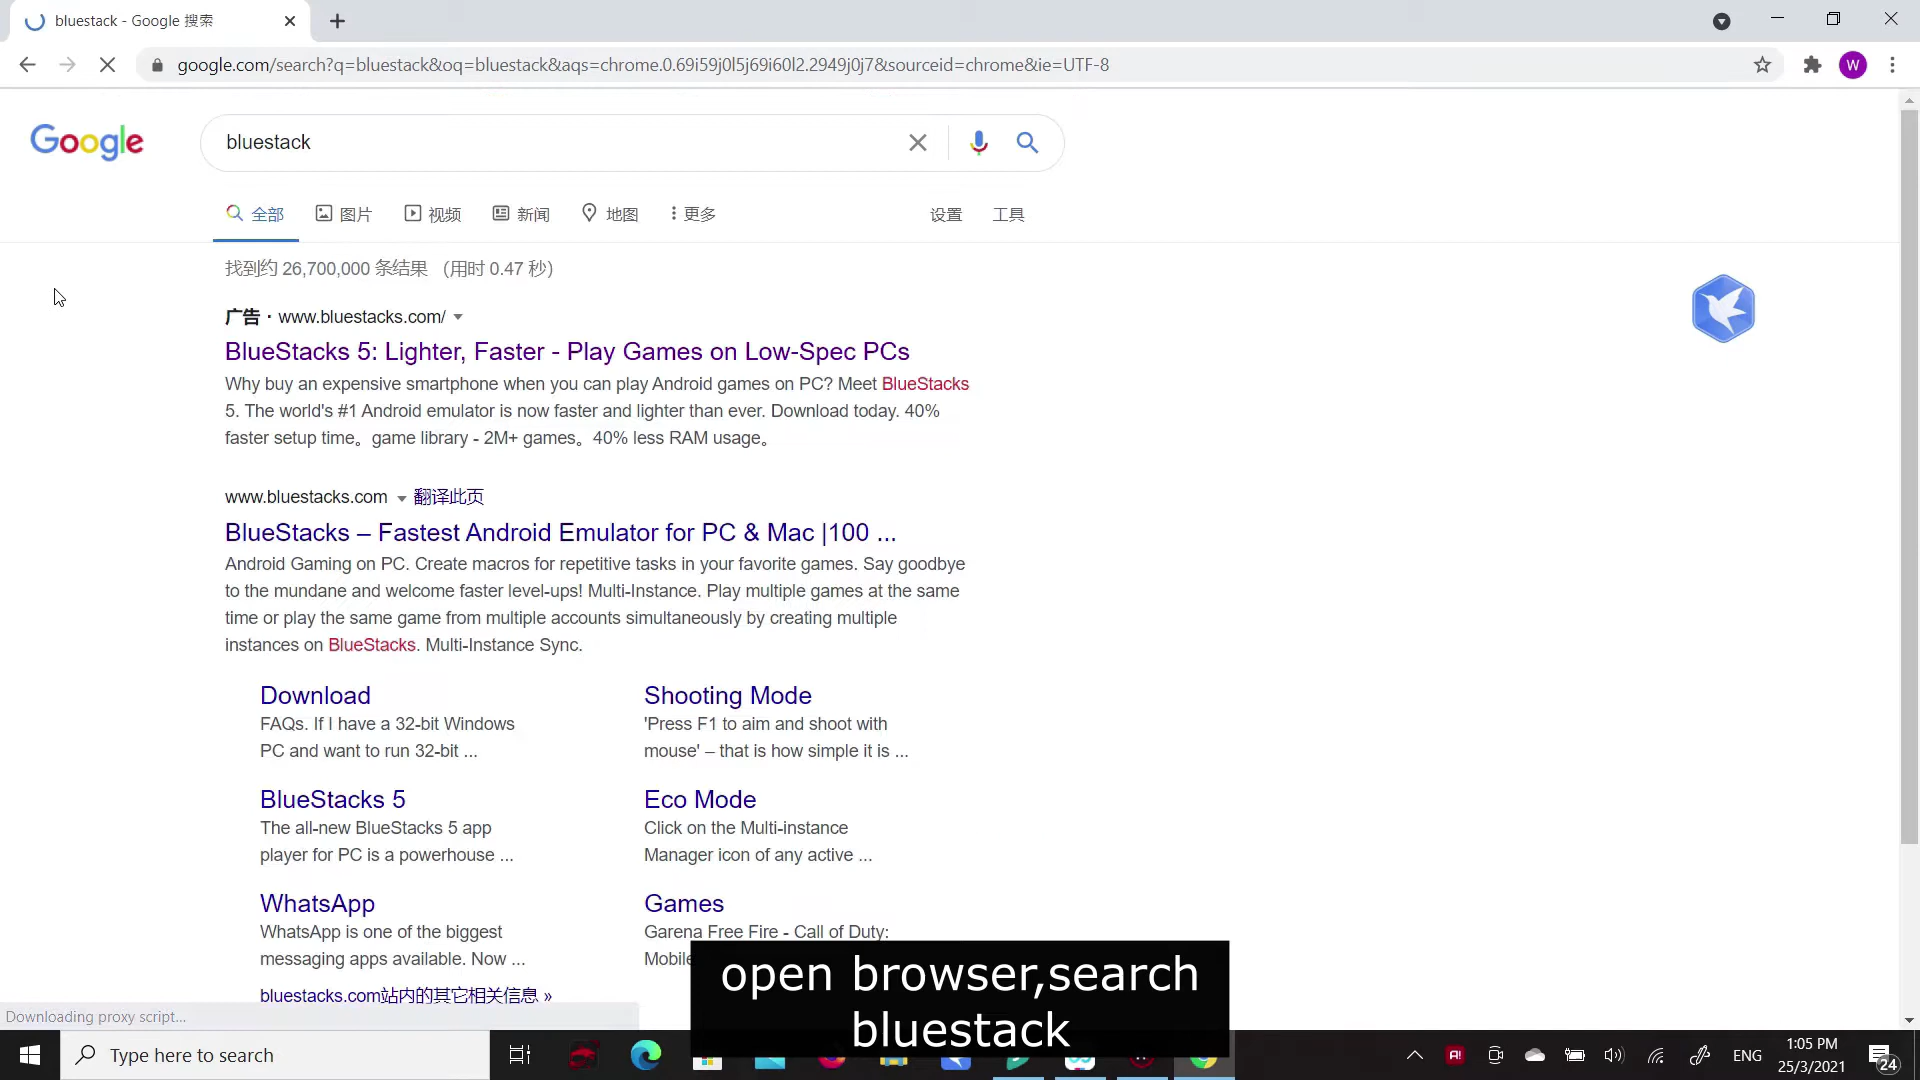 bluestack - Google 搜索
google.com/search?q=bluestack&oq=bluestack&aqs=chrome.0.69i59j0l5j69i60l2.2949j0j7&sourceid=chrome&ie=UTF-8
W
Google
bluestack
全部 图片 视频 新闻 地图 更多 设置 工具
找到约 26,700,000 条结果 （用时 0.47 秒）
广告 · www.bluestacks.com/
BlueStacks 5: Lighter, Faster - Play Games on Low-Spec PCs
Why buy an expensive smartphone when you can play Android games on PC? Meet BlueStacks
5. The world's #1 Android emulator is now faster and lighter than ever. Download today. 40%
faster setup time。game library - 2M+ games。40% less RAM usage。
www.bluestacks.com 翻译此页
BlueStacks – Fastest Android Emulator for PC & Mac |100 ...
Android Gaming on PC. Create macros for repetitive tasks in your favorite games. Say goodbye
to the mundane and welcome faster level-ups! Multi-Instance. Play multiple games at the same
time or play the same game from multiple accounts simultaneously by creating multiple
instances on BlueStacks. Multi-Instance Sync.
Download
FAQs. If I have a 32-bit Windows
PC and want to run 32-bit ...
Shooting Mode
'Press F1 to aim and shoot with
mouse' – that is how simple it is ...
BlueStacks 5
The all-new BlueStacks 5 app
player for PC is a powerhouse ...
Eco Mode
Click on the Multi-instance
Manager icon of any active ...
WhatsApp
WhatsApp is one of the biggest
messaging apps available. Now ...
Games
Garena Free Fire - Call of Duty:
Mobile
bluestacks.com站内的其它相关信息 »
open browser,search
bluestack
Downloading proxy script...
Type here to search
A!
ENG
1:05 PM
25/3/2021
24